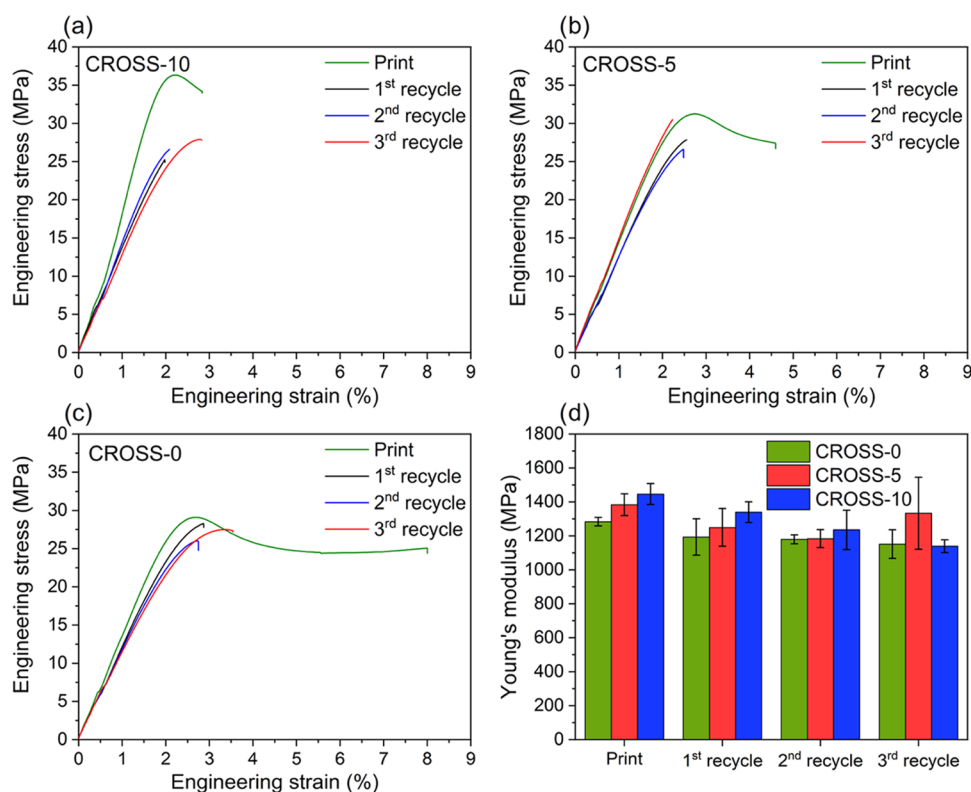 (a)
CROSS-10
Print
1st recycle
2nd recycle
3rd recycle
Engineering stress (MPa)
40
35
30
25
20
15
10
5
0
0 1 2 3 4 5 6 7 8 9
Engineering strain (%)
(b)
CROSS-5
Print
1st recycle
2nd recycle
3rd recycle
Engineering stress (MPa)
40
35
30
25
20
15
10
5
0
0 1 2 3 4 5 6 7 8 9
Engineering strain (%)
(c)
CROSS-0
Print
1st recycle
2nd recycle
3rd recycle
Engineering stress (MPa)
40
35
30
25
20
15
10
5
0
0 1 2 3 4 5 6 7 8 9
Engineering strain (%)
(d)
CROSS-0
CROSS-5
CROSS-10
Young's modulus (MPa)
1800
1600
1400
1200
1000
800
600
400
200
0
Print 1st recycle 2nd recycle 3rd recycle